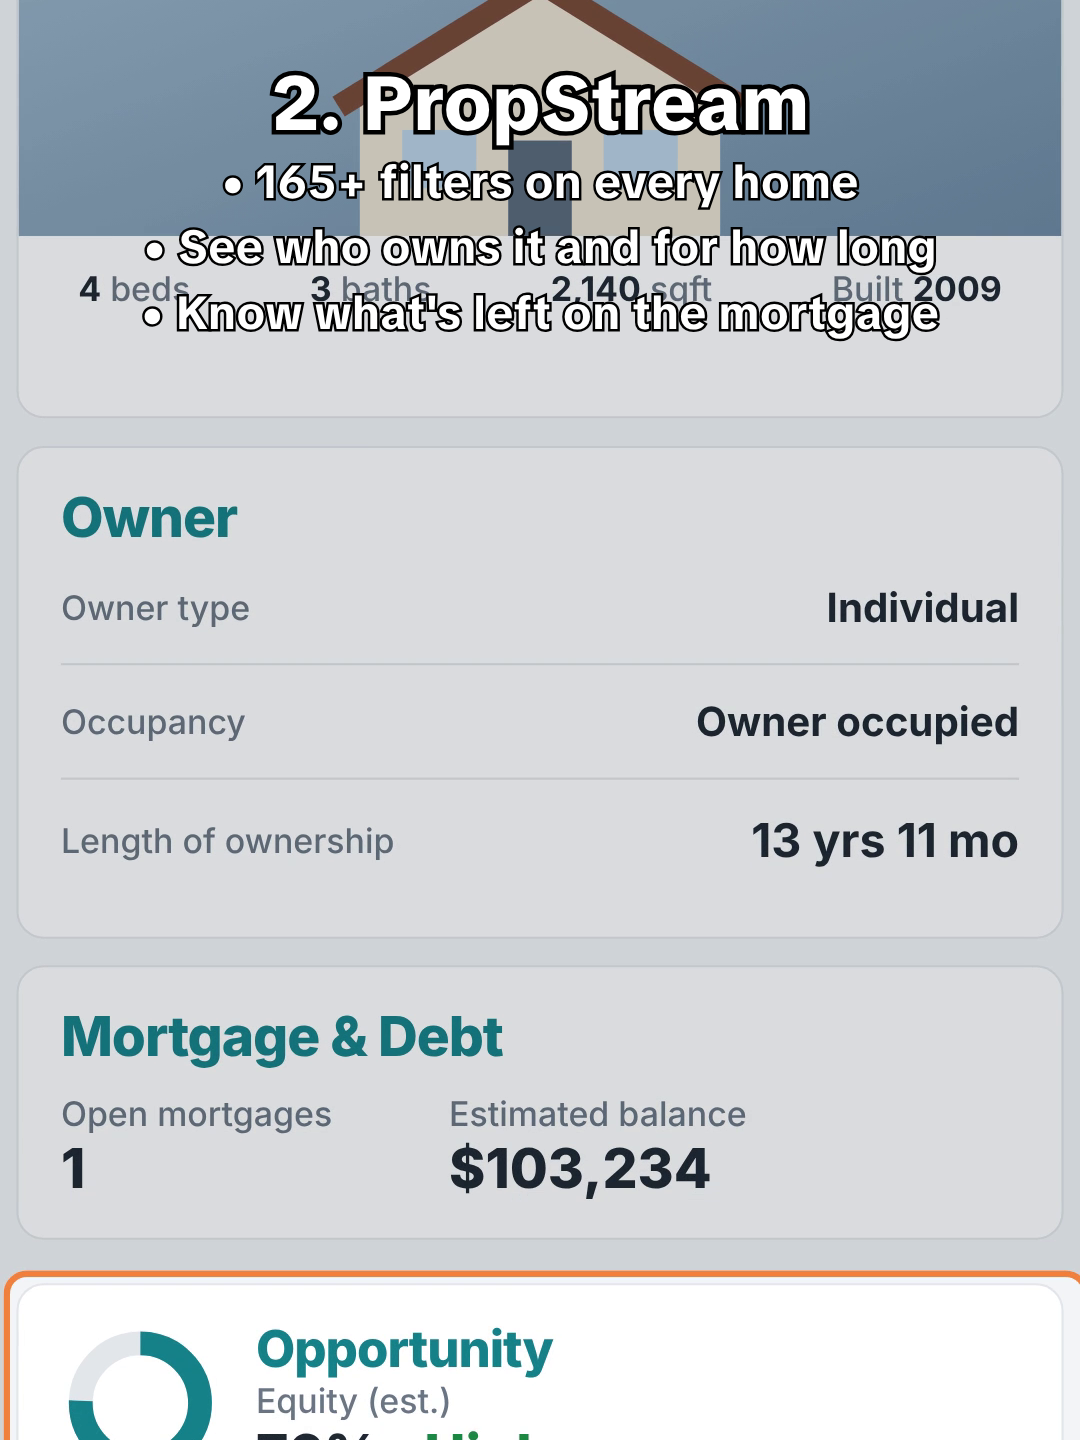 2. PropStream
• 165+ filters on every home
• See who owns it and for how long
4 beds 3 baths 2,140 sqft Built 2009
• Know what's left on the mortgage
Owner
Owner type Individual
Occupancy Owner occupied
Length of ownership 13 yrs 11 mo
Mortgage & Debt
Open mortgages Estimated balance
1 $103,234
Opportunity
Equity (est.)